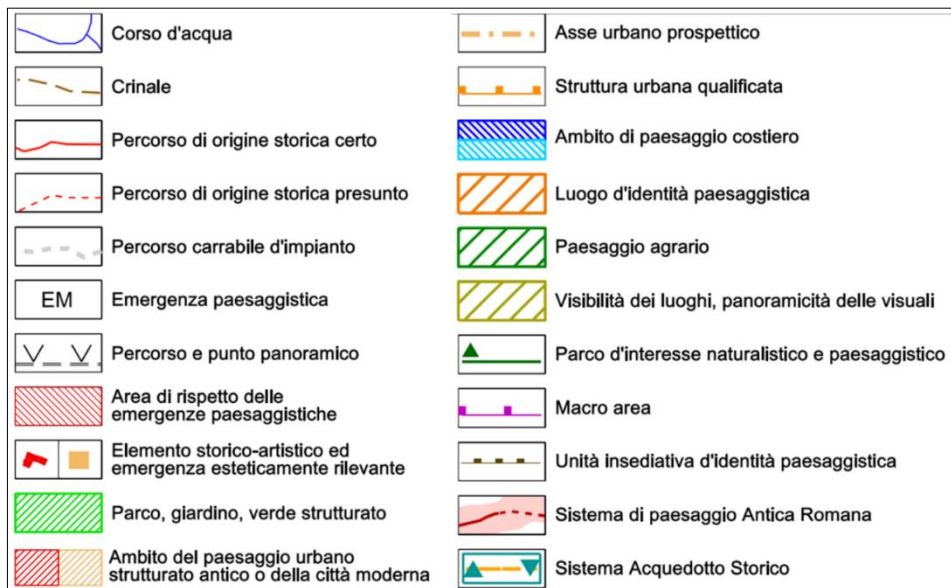 Corso d'acqua
Crinale
Percorso di origine storica certo
Percorso di origine storica presunto
Percorso carrabile d'impianto
EM
Emergenza paesaggistica
Percorso e punto panoramico
Area di rispetto delle
emergenze paesaggistiche
Elemento storico-artistico ed
emergenza esteticamente rilevante
Parco, giardino, verde strutturato
Ambito del paesaggio urbano
strutturato antico o della città moderna
Asse urbano prospettico
Struttura urbana qualificata
Ambito di paesaggio costiero
Luogo d'identità paesaggistica
Paesaggio agrario
Visibilità dei luoghi, panoramicità delle visuali
Parco d'interesse naturalistico e paesaggistico
Macro area
Unità insediativa d'identità paesaggistica
Sistema di paesaggio Antica Romana
Sistema Acquedotto Storico